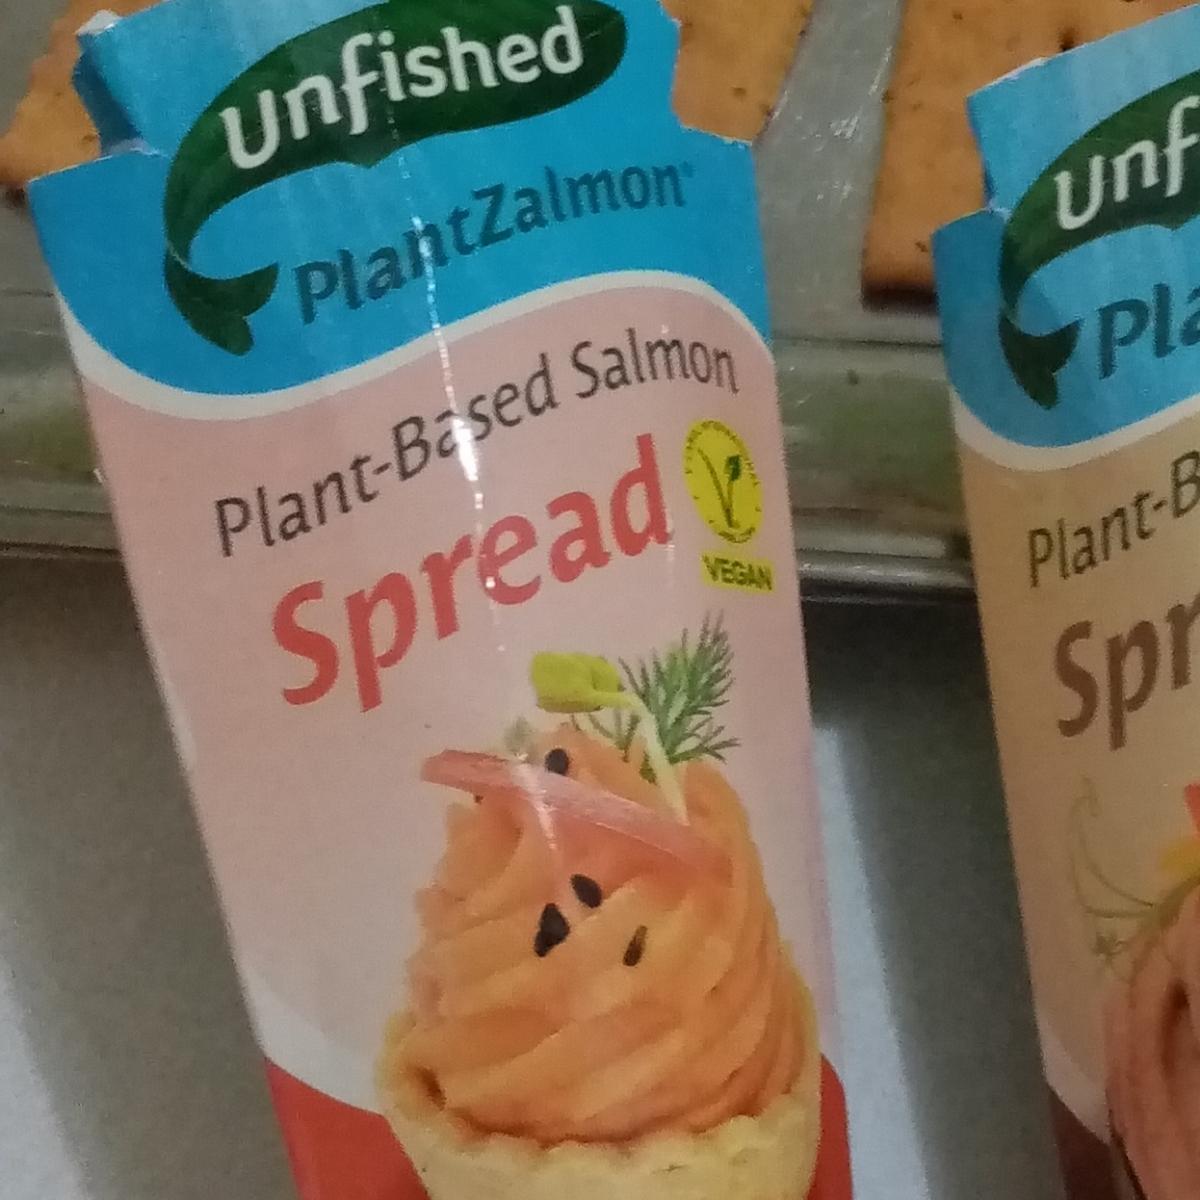 Unfished
PlantZalmon
Plant-Based Salmon
Spread
VEGAN
Unf
Pla
Plant-B
Spr